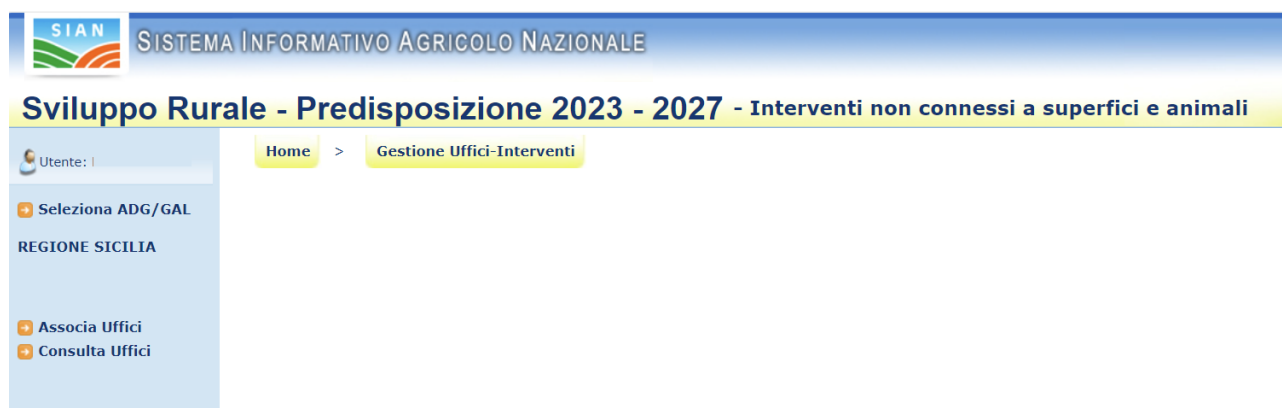 SIAN
SISTEMA INFORMATIVO AGRICOLO NAZIONALE
Sviluppo Rurale - Predisposizione 2023 - 2027 - Interventi non connessi a superfici e animali
Utente:
Home > Gestione Uffici-Interventi
Seleziona ADG/GAL
REGIONE SICILIA
Associa Uffici
Consulta Uffici